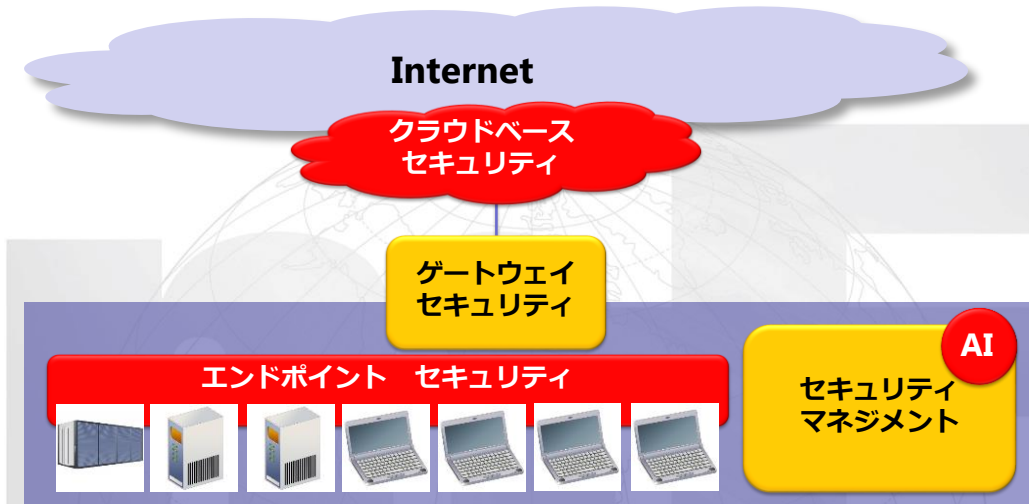 Internet
クラウドベース
セキュリティ
ゲートウェイ
セキュリティ
エンドポイント　セキュリティ
AI
セキュリティ
マネジメント